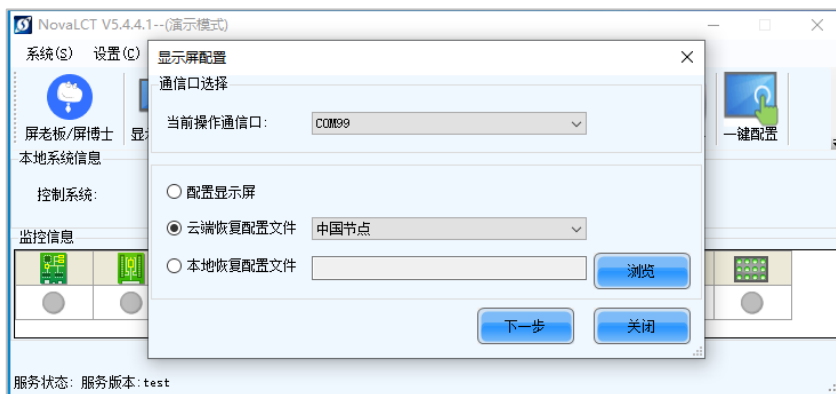 NovaLCT V5.4.4.1--(演示模式)
系统(S) 设置(C)
显示屏配置
通信口选择
当前操作通信口: COM99
屏老板/屏博士
一键配置
本地系统信息
控制系统:
配置显示屏
云端恢复配置文件 中国节点
监控信息
本地恢复配置文件 浏览
下一步 关闭
服务状态: 服务版本:test